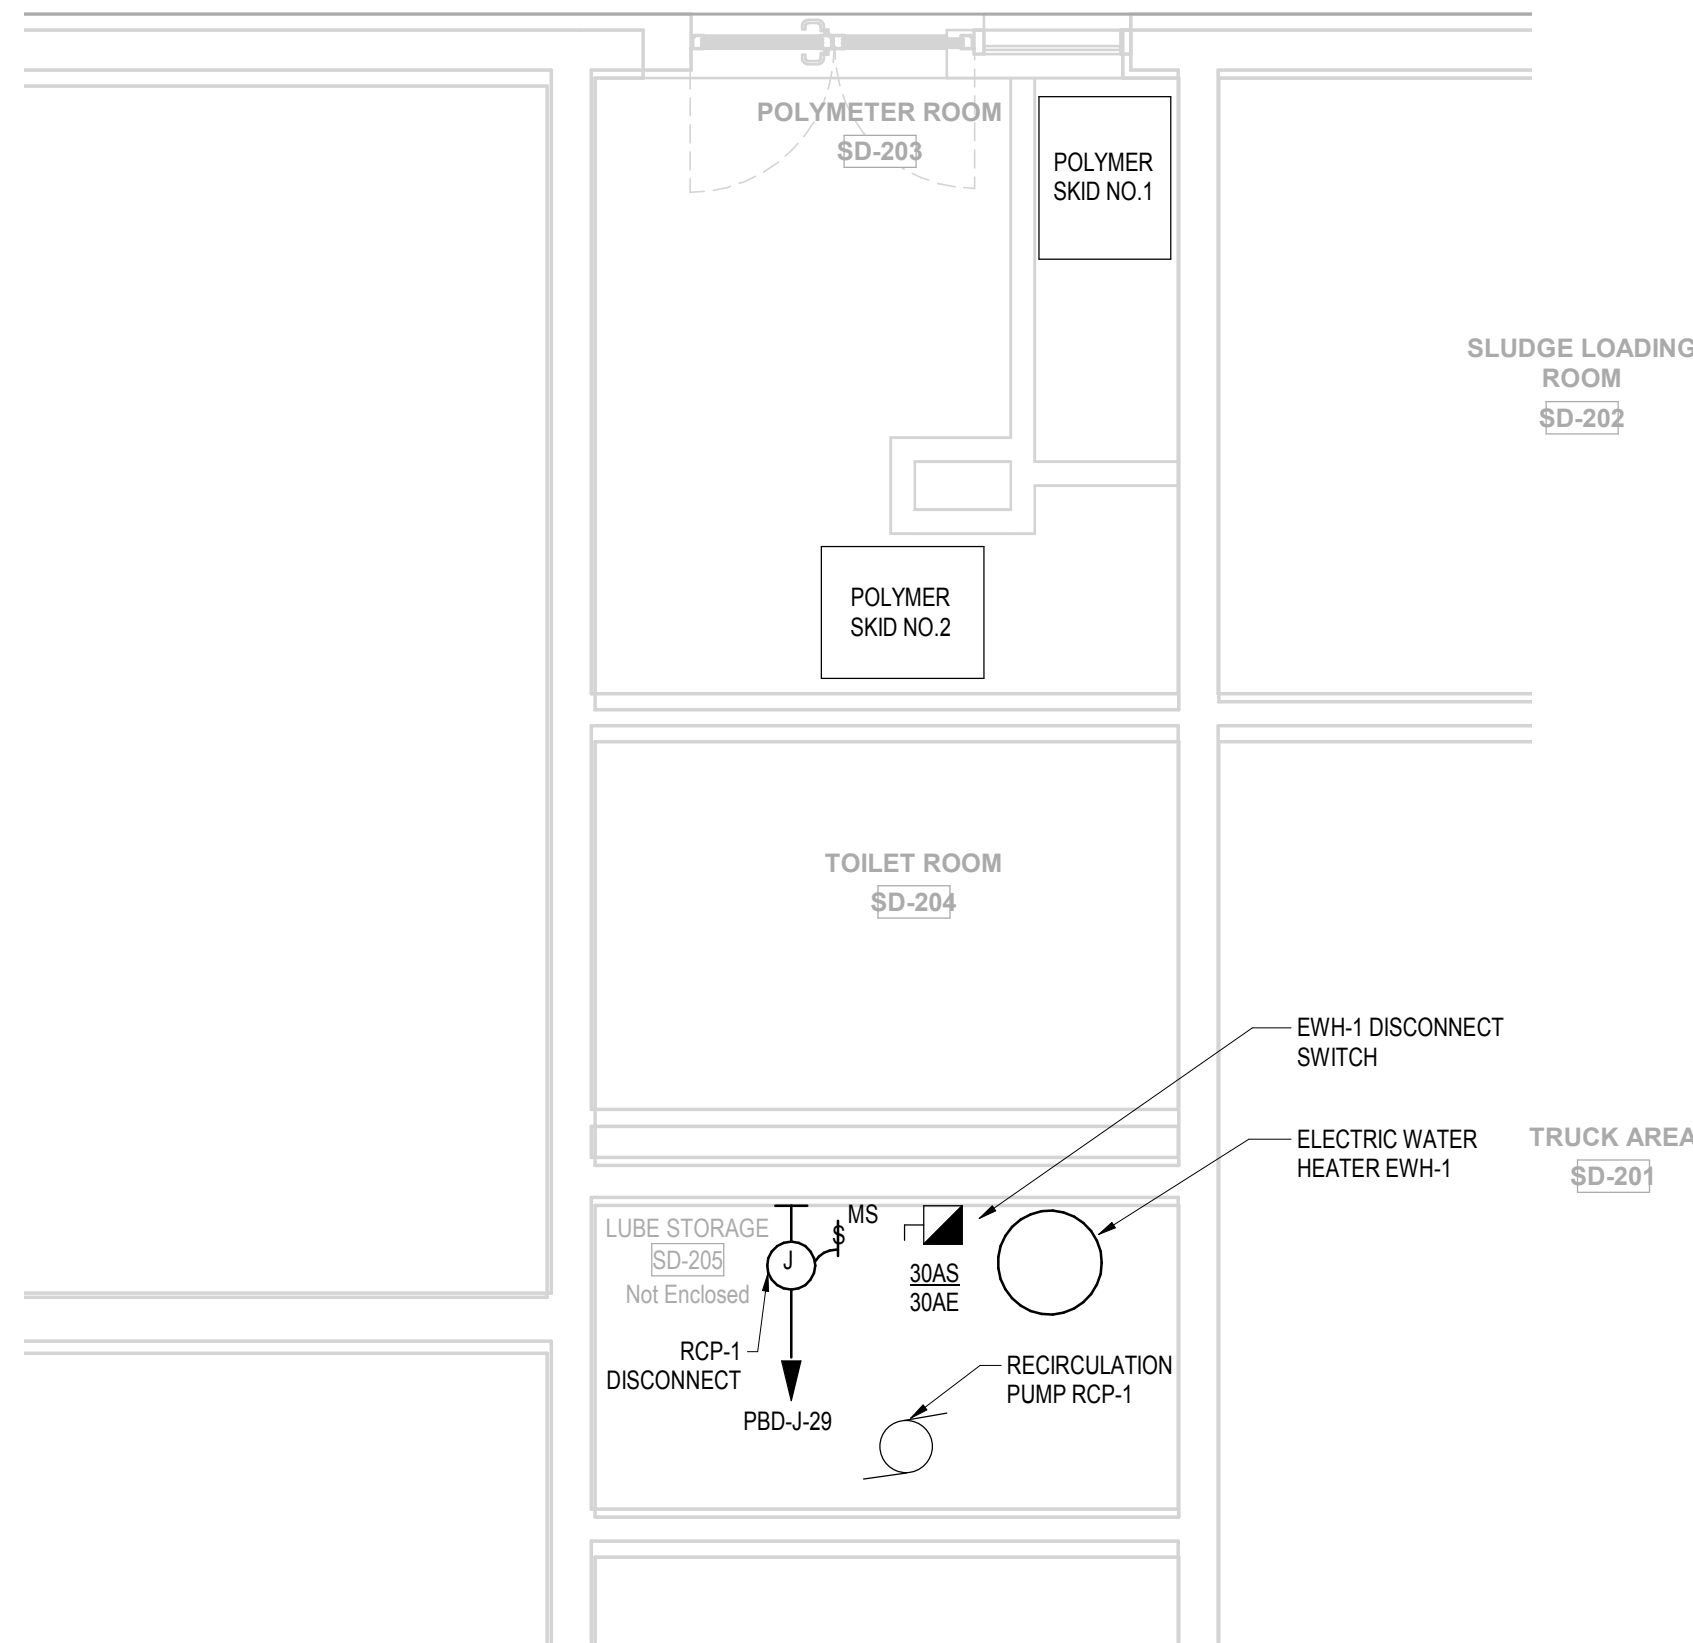 POLYMETER ROOM
SD-203
POLYMER
SKID NO.1
SLUDGE LOADING
ROOM
SD-202
POLYMER
SKID NO.2
TOILET ROOM
SD-204
EWH-1 DISCONNECT
SWITCH
ELECTRIC WATER
HEATER EWH-1
TRUCK AREA
SD-201
LUBE STORAGE
SD-205
Not Enclosed
J
$
MS
30AS
30AE
RCP-1
DISCONNECT
PBD-J-29
RECIRCULATION
PUMP RCP-1